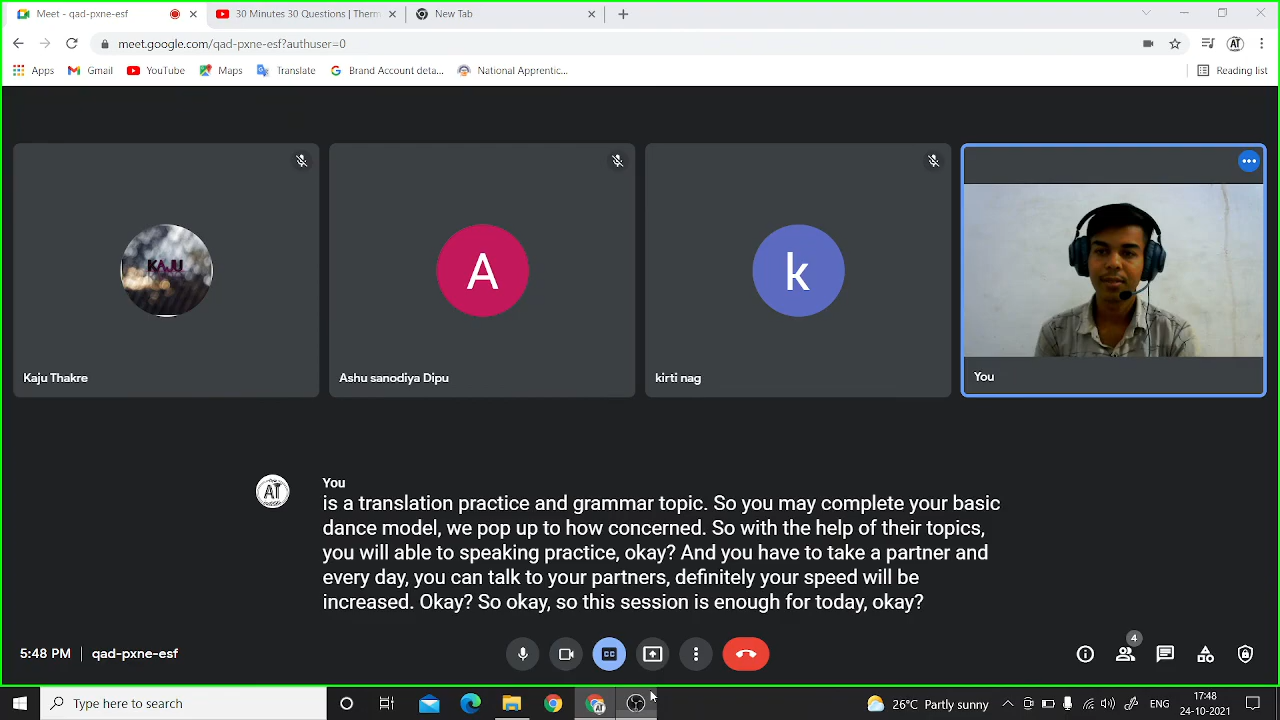 Meet - qad-pxne-esf
30 Minutes 30 Questions | Therm
New Tab
meet.google.com/qad-pxne-esf?authuser=0
AT
Apps
Gmail
YouTube
Maps
Translate
Brand Account deta...
National Apprentic...
Reading list
KAJU
A
k
Kaju Thakre
Ashu sanodiya Dipu
kirti nag
You
AT
You
is a translation practice and grammar topic. So you may complete your basic
dance model, we pop up to how concerned. So with the help of their topics,
you will able to speaking practice, okay? And you have to take a partner and
every day, you can talk to your partners, definitely your speed will be
increased. Okay? So okay, so this session is enough for today, okay?
5:48 PM | qad-pxne-esf
CC
4
Type here to search
26°C Partly sunny
ENG
17:48
24-10-2021